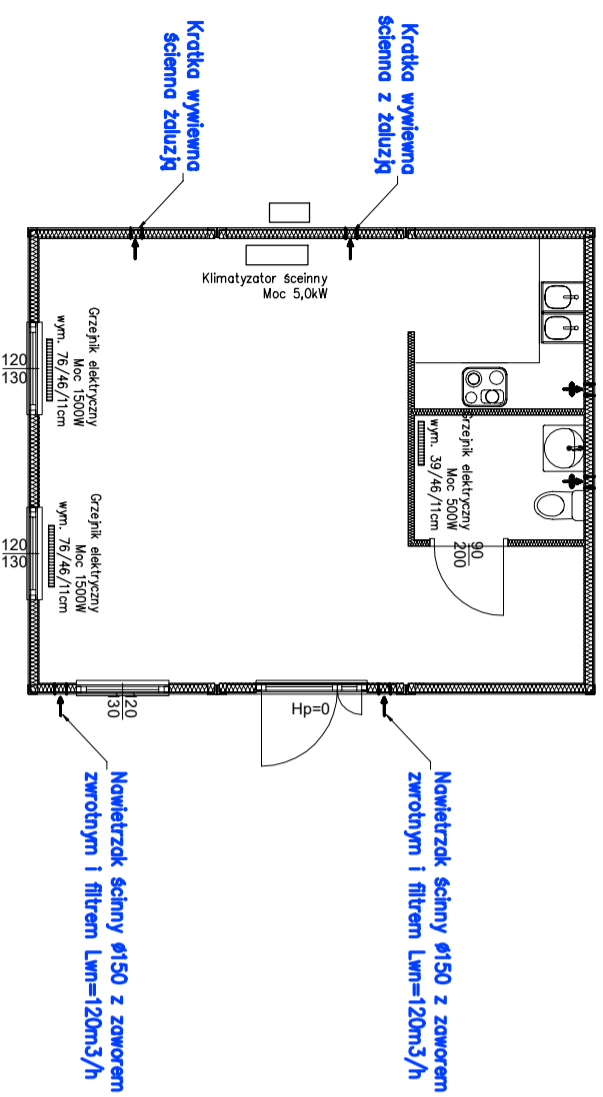 Kratka wywiewna
ścienna żaluzją
Kratka wywiewna
ścienna z żaluzją
Klimatyzator śceinny
Moc 5,0kW
Grzejnik elektryczny
Moc 1500W
wym. 76/46/11cm
120
130
Grzejnik elektryczny
Moc 1500W
wym. 76/46/11cm
120
130
Grzejnik elektryczny
Moc 500W
wym. 39/46/11cm
90
200
120
130
Hp=0
Nawietrzak ścinny Ø150 z zaworem
zwrotnym i filtrem Lwn=120m3/h
Nawietrzak ścinny Ø150 z zaworem
zwrotnym i filtrem Lwn=120m3/h